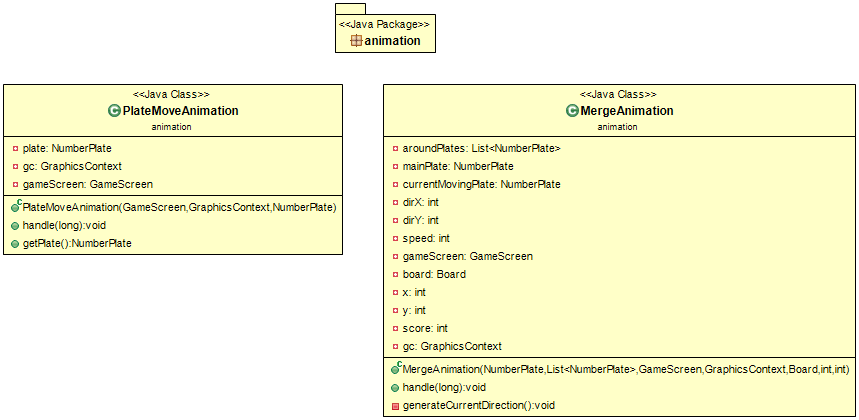 <<Java Package>>
animation
<<Java Class>>
PlateMoveAnimation
animation
plate: NumberPlate
gc: GraphicsContext
gameScreen: GameScreen
PlateMoveAnimation(GameScreen,GraphicsContext,NumberPlate)
handle(long):void
getPlate():NumberPlate
<<Java Class>>
MergeAnimation
animation
aroundPlates: List<NumberPlate>
mainPlate: NumberPlate
currentMovingPlate: NumberPlate
dirX: int
dirY: int
speed: int
gameScreen: GameScreen
board: Board
x: int
y: int
score: int
gc: GraphicsContext
MergeAnimation(NumberPlate,List<NumberPlate>,GameScreen,GraphicsContext,Board,int,int)
handle(long):void
generateCurrentDirection():void